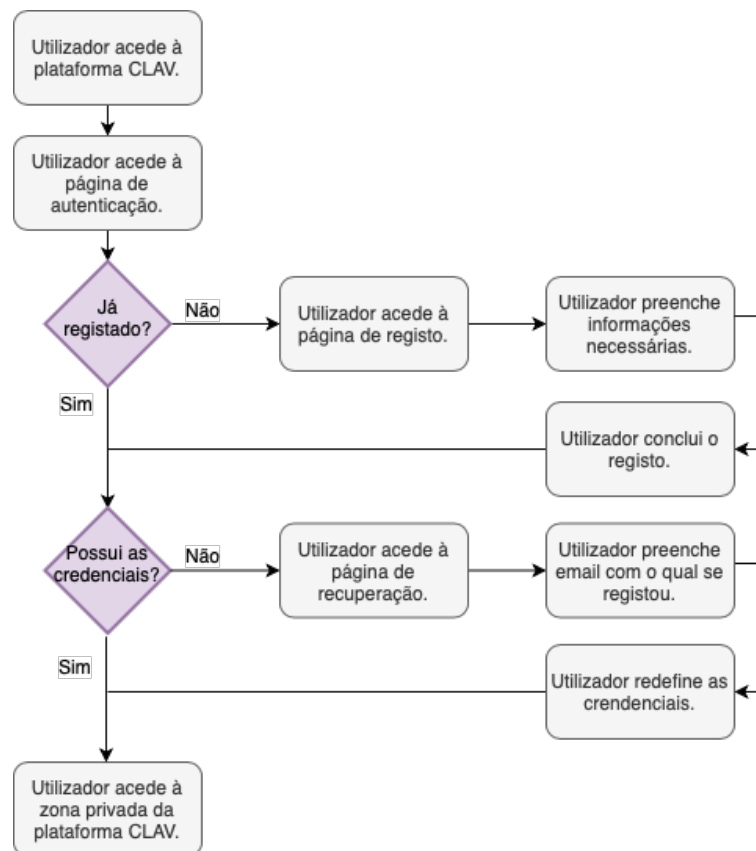 Utilizador acede à
plataforma CLAV.
Utilizador acede à
página de
autenticação.
Já
registado?
Não
Utilizador acede à
página de registo.
Utilizador preenche
informações
necessárias.
Sim
Utilizador conclui o
registo.
Possui as
credenciais?
Não
Utilizador acede à
página de
recuperação.
Utilizador preenche
email com o qual se
registou.
Sim
Utilizador redefine as
crendenciais.
Utilizador acede à
zona privada da
plataforma CLAV.